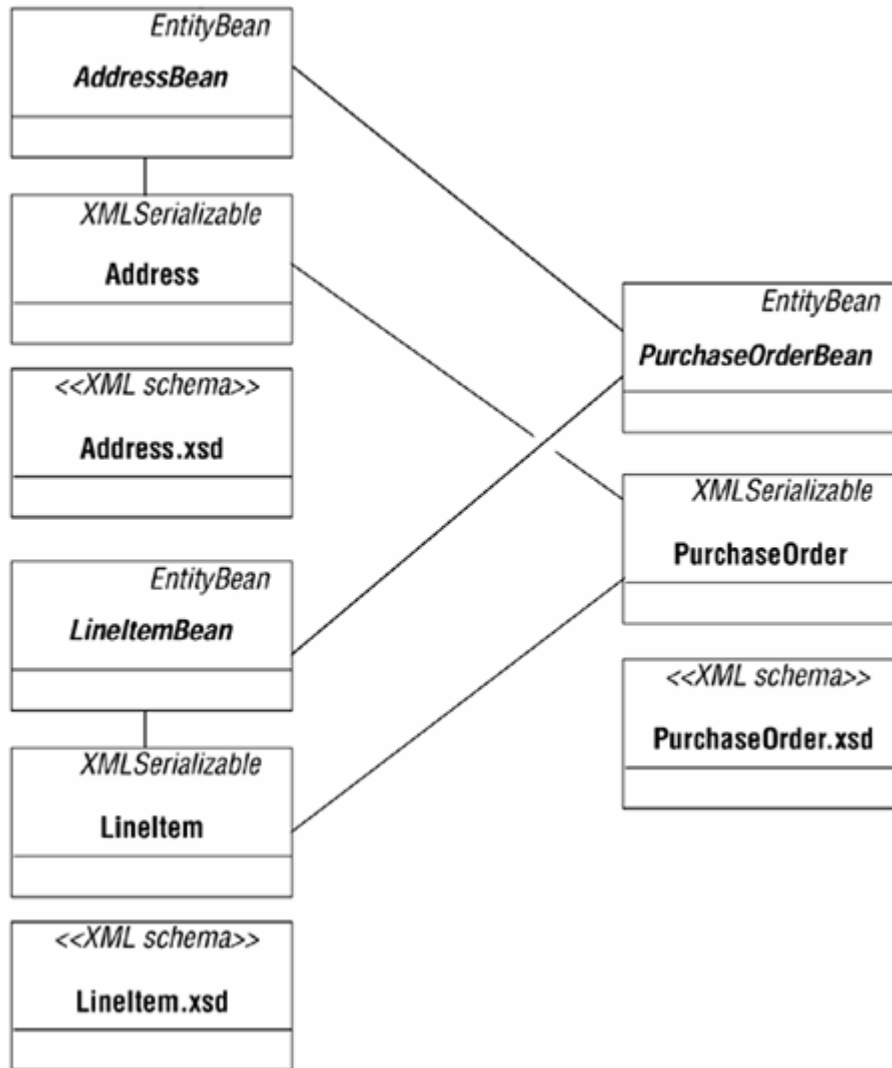 EntityBean
AddressBean
XMLSerializable
Address
<<XML schema>>
Address.xsd
EntityBean
LineItemBean
XMLSerializable
LineItem
<<XML schema>>
LineItem.xsd
EntityBean
PurchaseOrderBean
XMLSerializable
PurchaseOrder
<<XML schema>>
PurchaseOrder.xsd